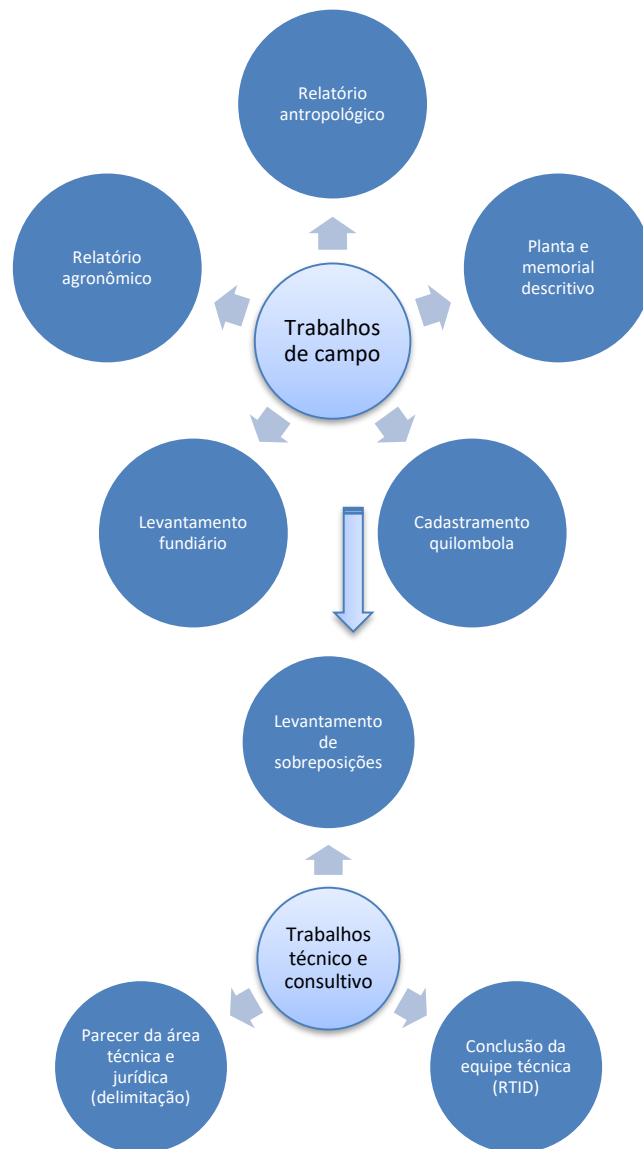 Relatório
antropológico
Relatório
agronômico
Planta e
memorial
descritivo
Trabalhos
de campo
Levantamento
fundiário
Cadastramento
quilombola
Levantamento
de
sobreposições
Trabalhos
técnico e
consultivo
Parecer da área
técnica e
jurídica
(delimitação)
Conclusão da
equipe técnica
(RTID)